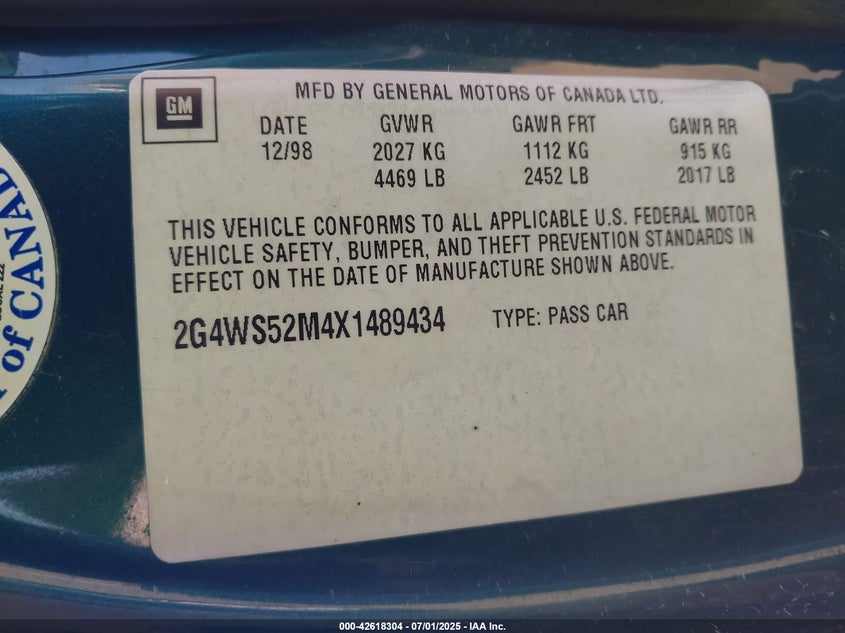 GM
MFD BY GENERAL MOTORS OF CANADA LTD.
DATE GVWR GAWR FRT GAWR RR
12/98 2027 KG 1112 KG 915 KG
4469 LB 2452 LB 2017 LB
THIS VEHICLE CONFORMS TO ALL APPLICABLE U.S. FEDERAL MOTOR
VEHICLE SAFETY, BUMPER, AND THEFT PREVENTION STANDARDS IN
EFFECT ON THE DATE OF MANUFACTURE SHOWN ABOVE.
2G4WS52M4X1489434 TYPE: PASS CAR
LOCAL 222
of CANAD
000-42618304 - 07/01/2025 - IAA Inc.